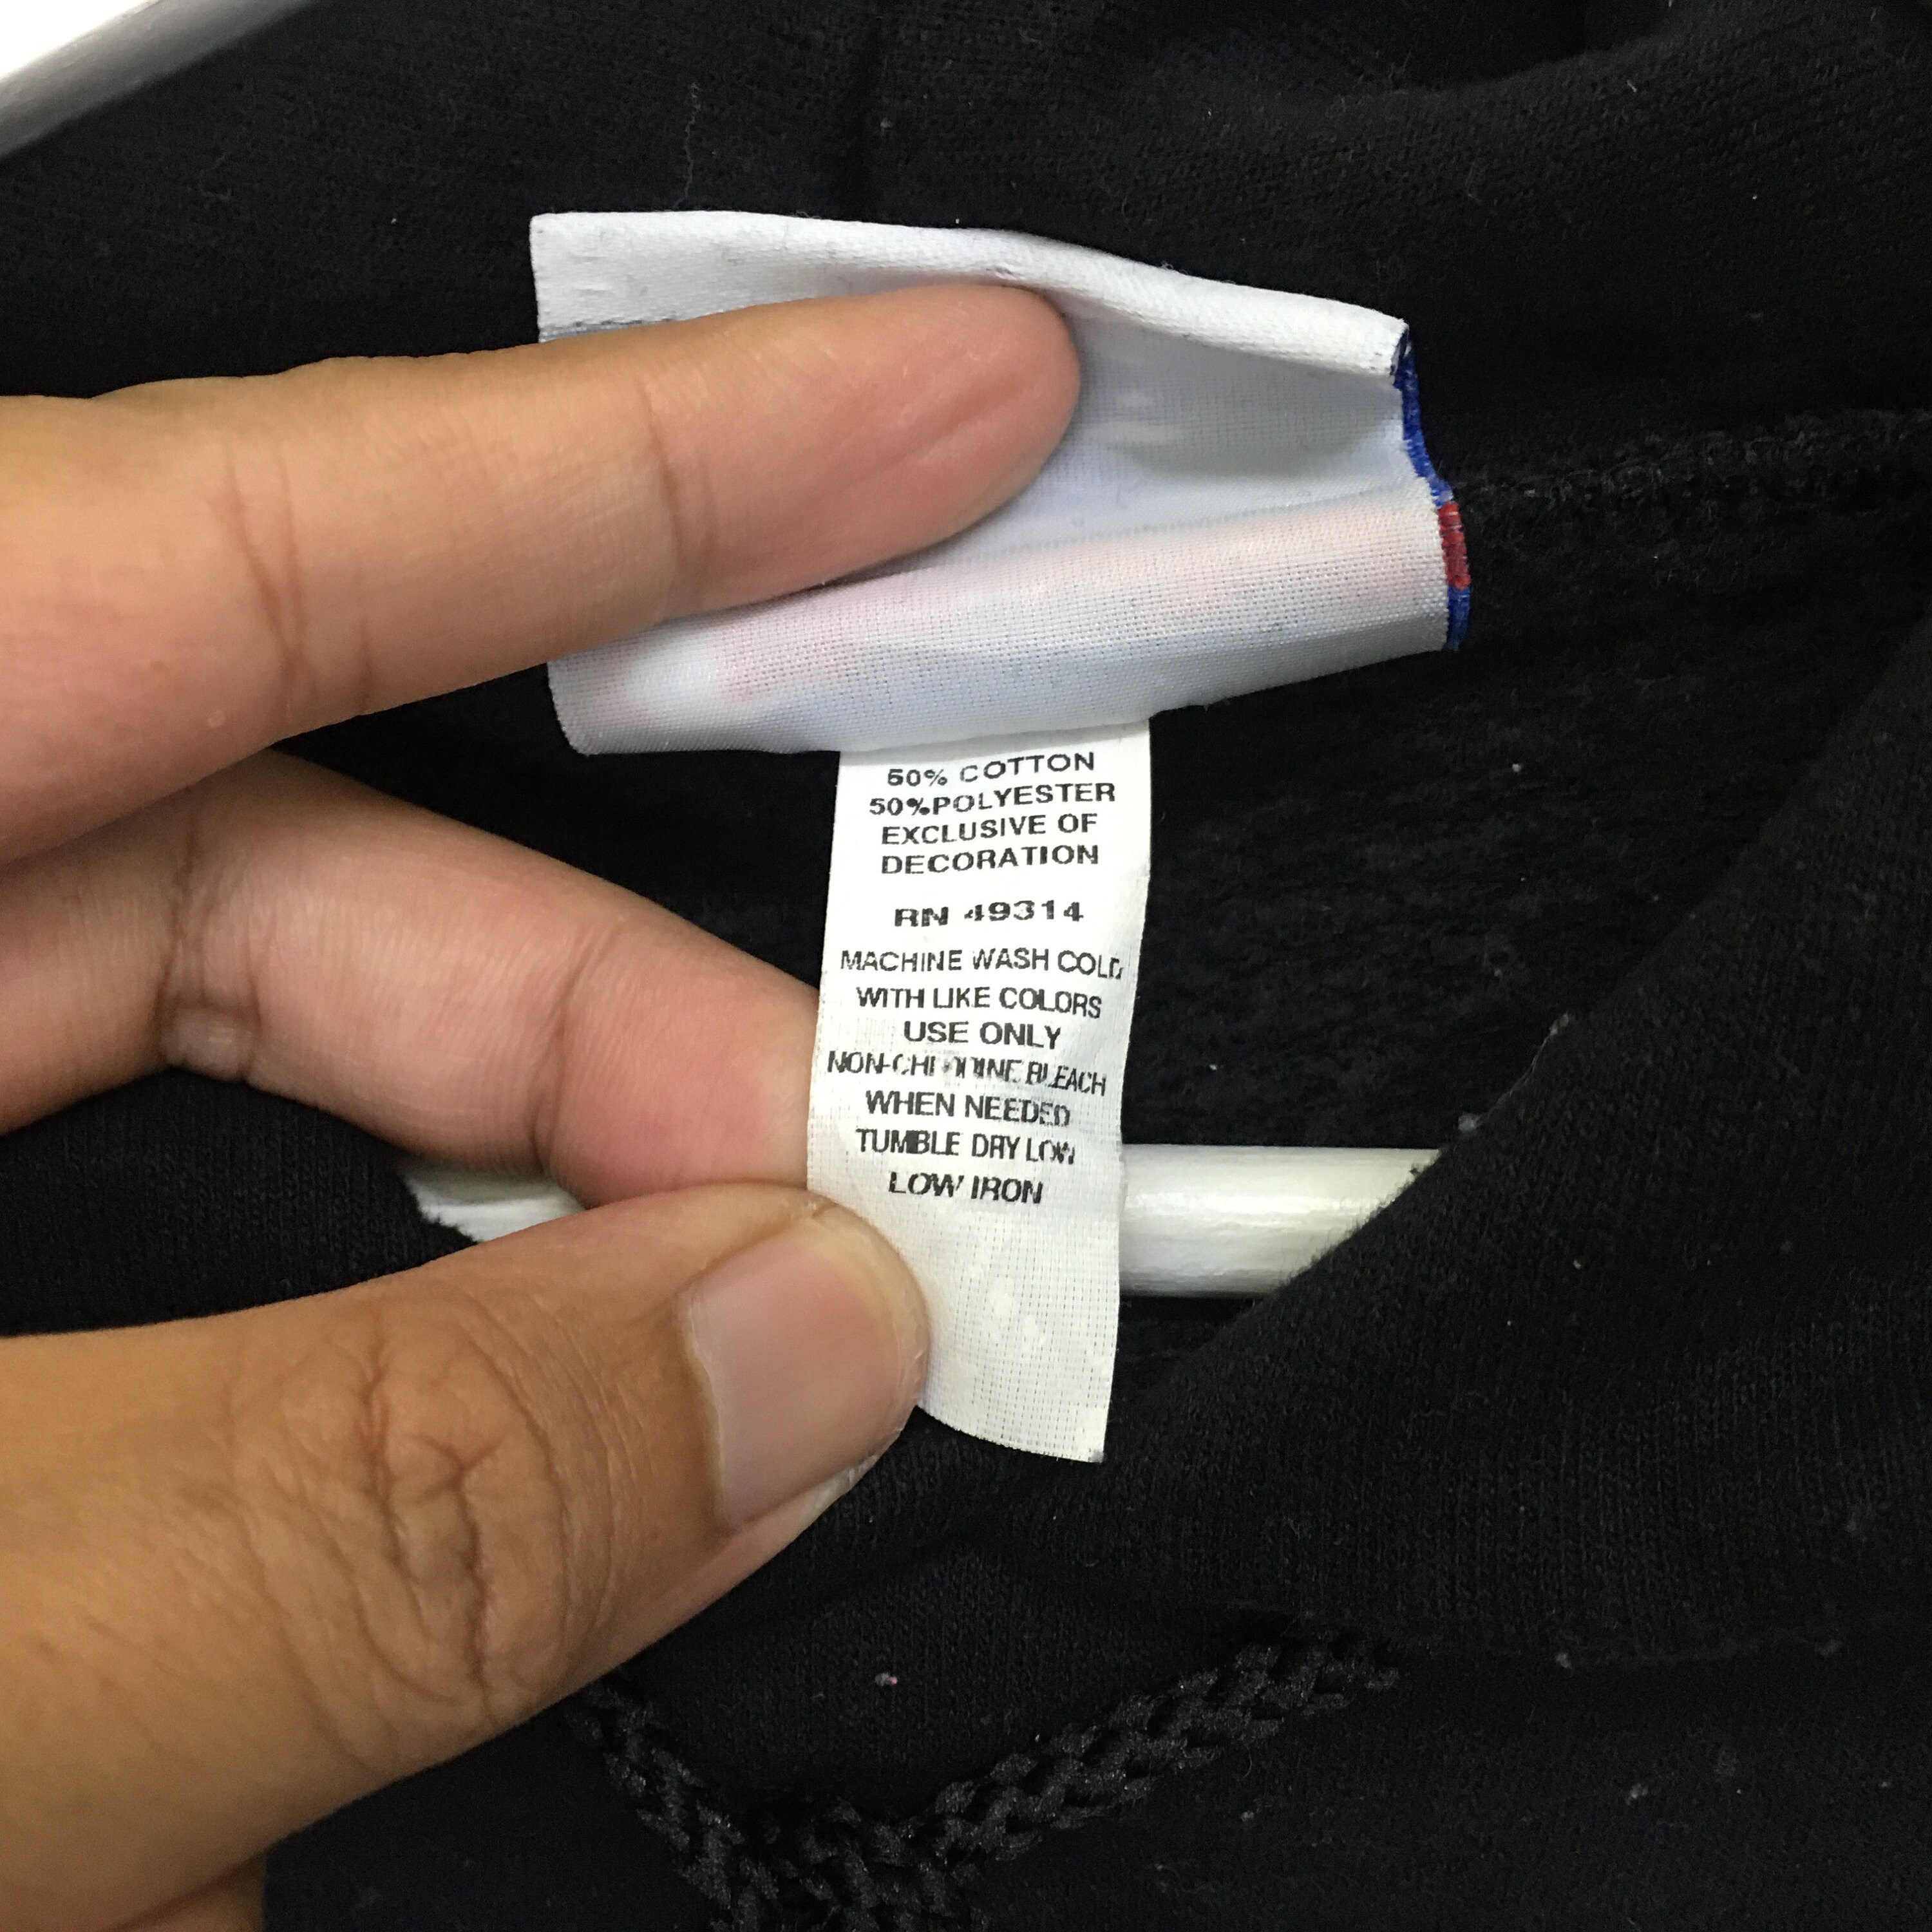 50% COTTON
50%POLYESTER
EXCLUSIVE OF
DECORATION
RN 49314
MACHINE WASH COLD
WITH LIKE COLORS
USE ONLY
NON-CHLORINE BLEACH
WHEN NEEDED
TUMBLE DRY LOW
LOW IRON